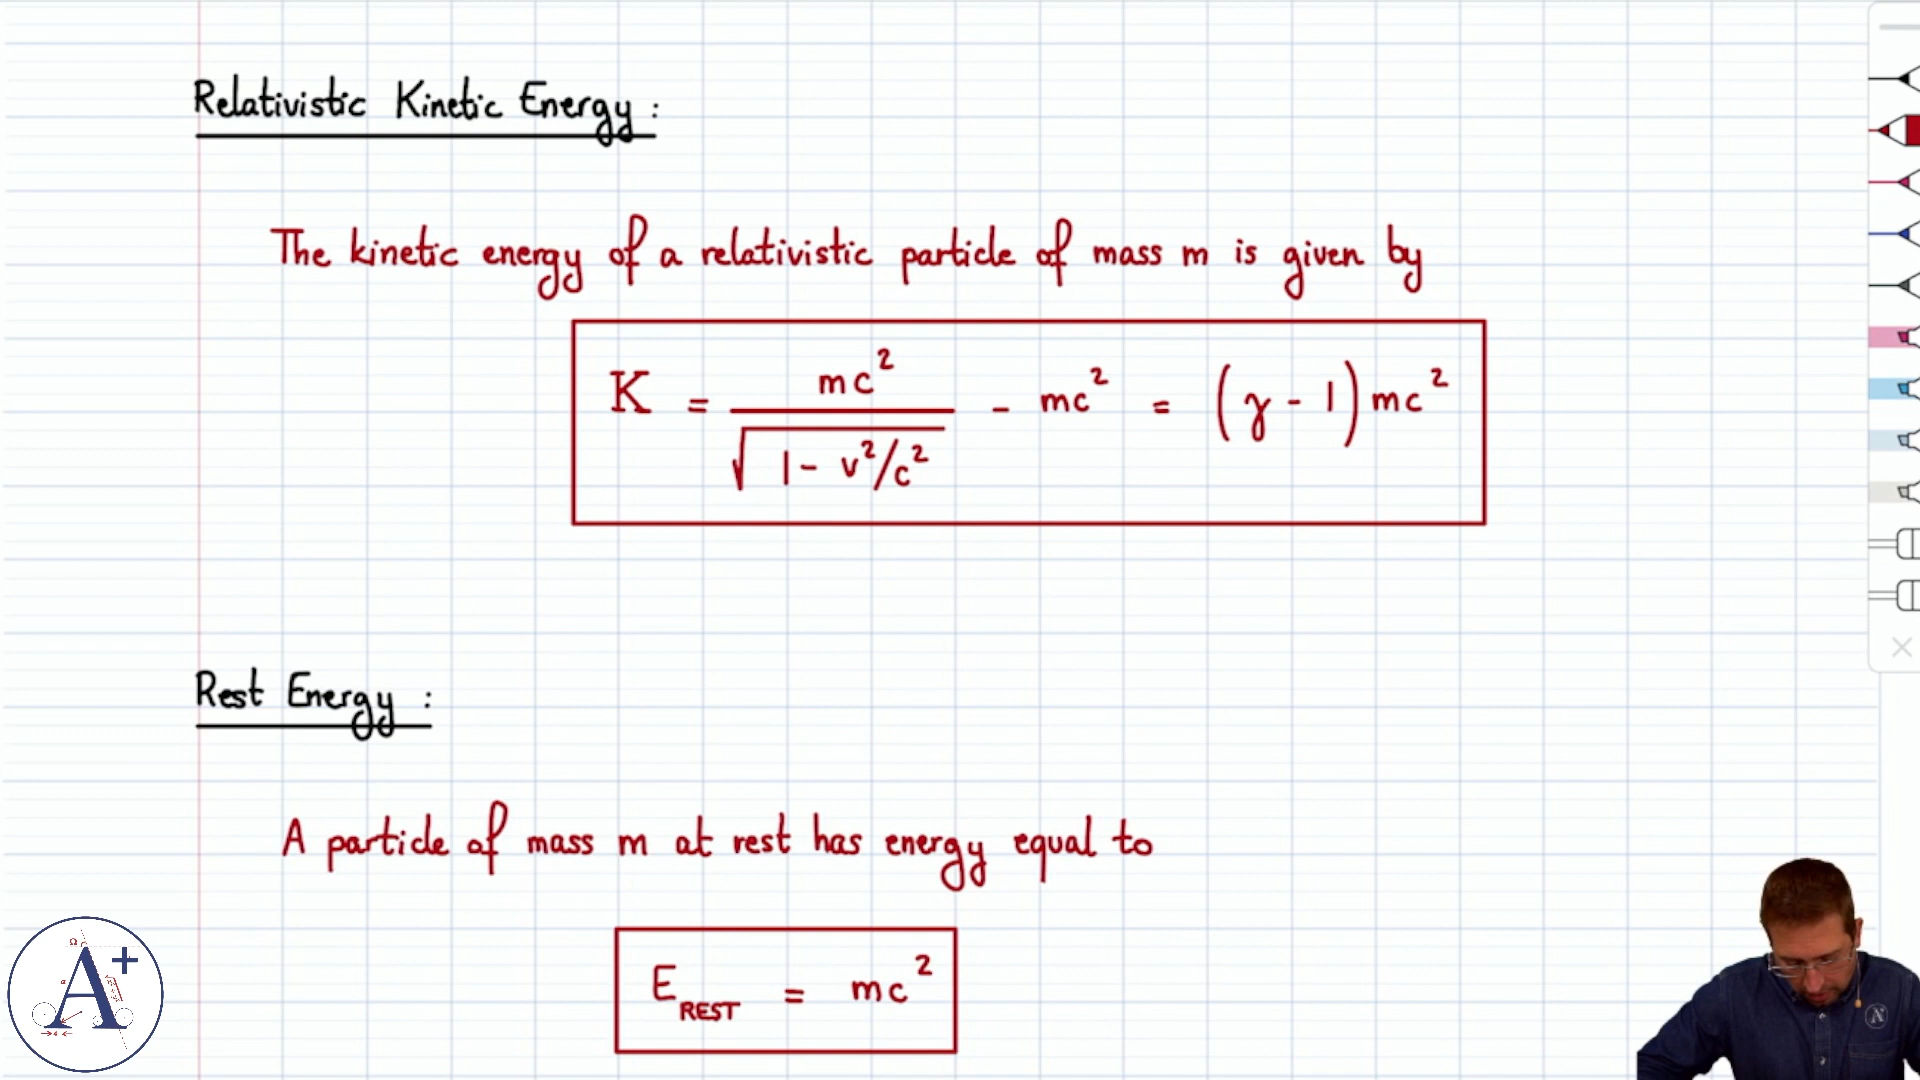 Relativistic Kinetic Energy :
The kinetic energy of a relativistic particle of mass m is given by
K = mc² / √(1 - v²/c²) - mc² = (γ - 1) mc²
Rest Energy :
A particle of mass m at rest has energy equal to
E_REST = mc²
A+